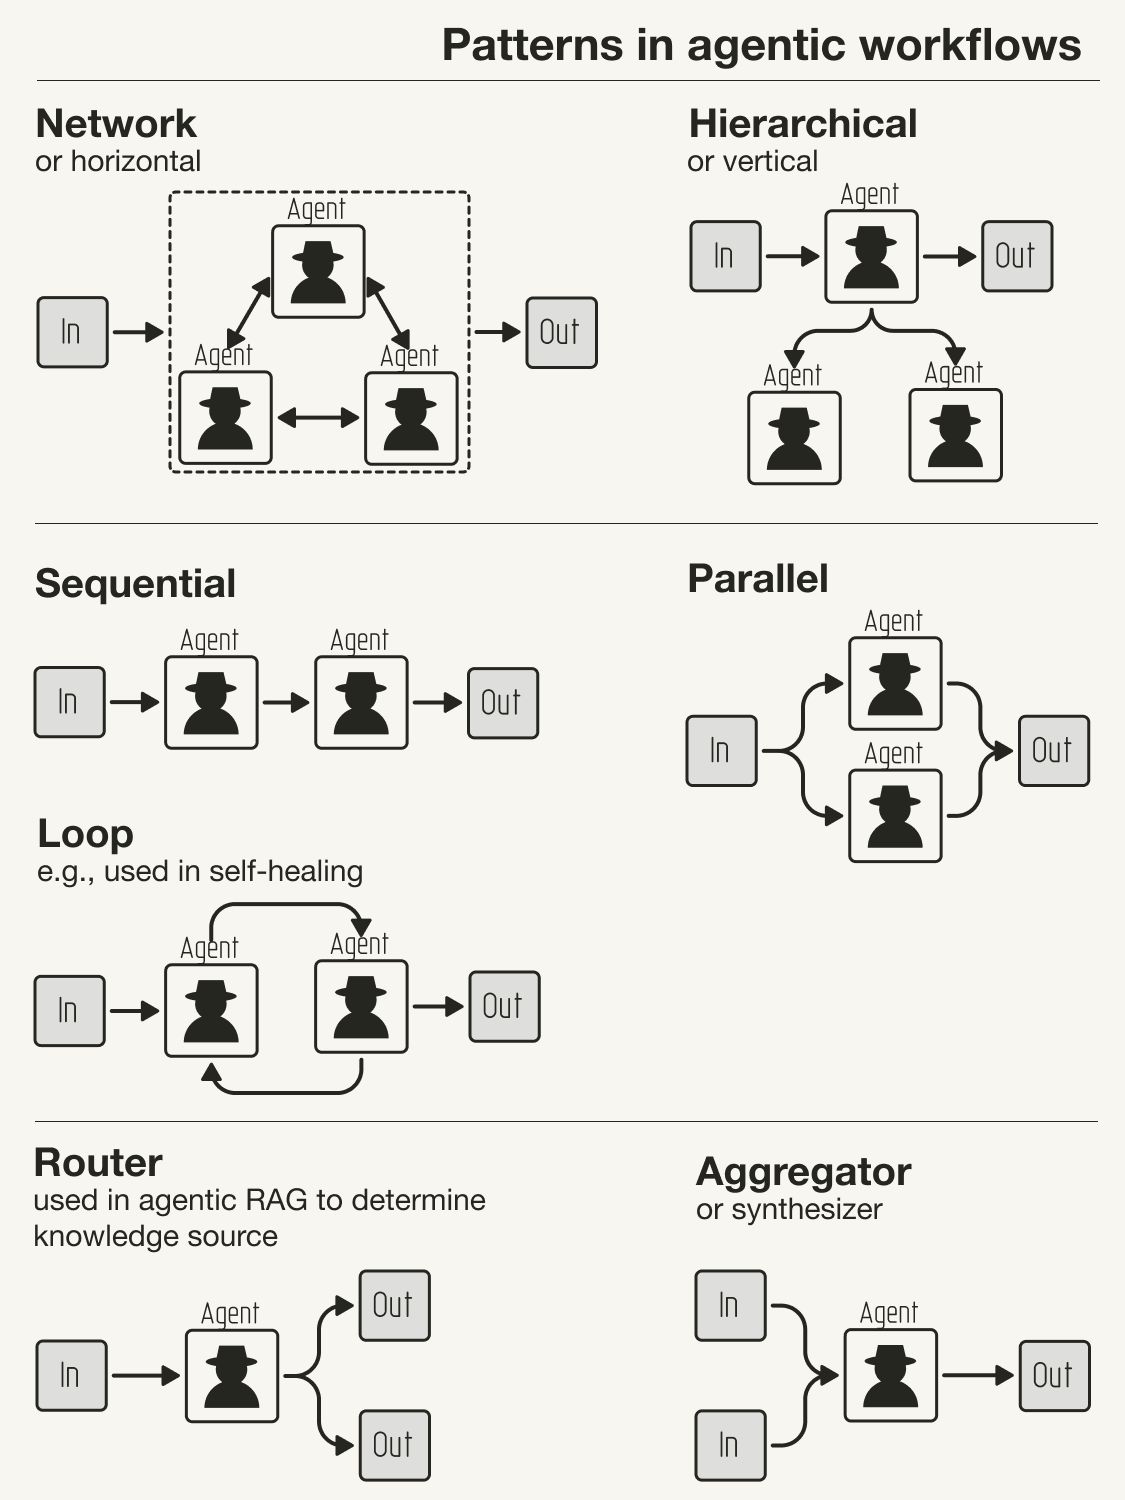 Patterns in agentic workflows
Network
or horizontal
Agent
In
Out
Agent
Agent
Hierarchical
or vertical
Agent
In
Out
Agent
Agent
Sequential
Agent
Agent
In
Out
Parallel
Agent
In
Out
Agent
Loop
e.g., used in self-healing
Agent
Agent
In
Out
Router
used in agentic RAG to determine
knowledge source
Out
Agent
In
Out
Aggregator
or synthesizer
In
Agent
Out
In